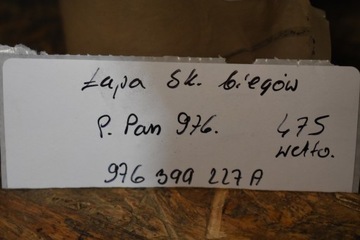 Łapa Sk. biegów
P. Pan 976. 475
netto.
976 399 227 A